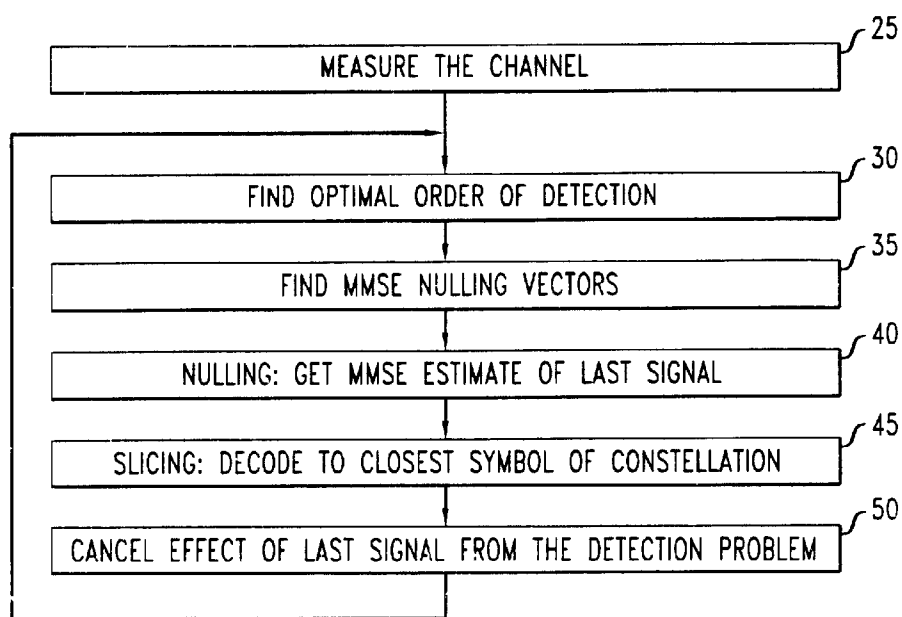 25
MEASURE THE CHANNEL
30
FIND OPTIMAL ORDER OF DETECTION
35
FIND MMSE NULLING VECTORS
40
NULLING: GET MMSE ESTIMATE OF LAST SIGNAL
45
SLICING: DECODE TO CLOSEST SYMBOL OF CONSTELLATION
50
CANCEL EFFECT OF LAST SIGNAL FROM THE DETECTION PROBLEM